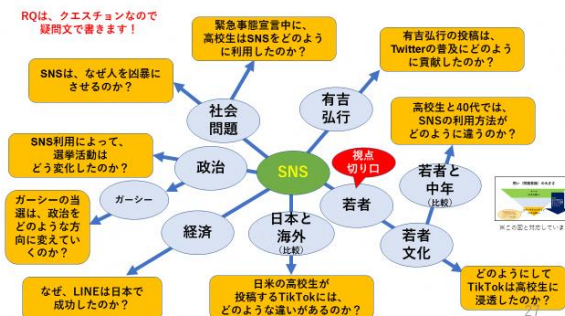 RQは、クエスチョンなので
疑問文で書きます！
緊急事態宣言中に、
高校生はSNSをどのよう
に利用したのか？
有吉弘行の投稿は、
Twitterの普及にどのよう
に貢献したのか？
SNSは、なぜ人を凶暴に
させるのか？
社会
問題
有吉
弘行
高校生と40代では、
SNSの利用方法が
どのように違うのか？
SNS利用によって、
選挙活動は
どう変化したのか？
政治
SNS
視点
切り口
若者と
中年
(比較)
ガーシー
若者
ガーシーの当
選は、政治を
どのような方
向に変えてい
くのか？
経済
日本と
海外
(比較)
若者
文化
※この図と対応していま
なぜ、LINEは日本で
成功したのか？
日米の高校生が
投稿するTikTokには、
どのような違いがあるのか？
どのようにして
TikTokは高校生に
浸透したのか？
27